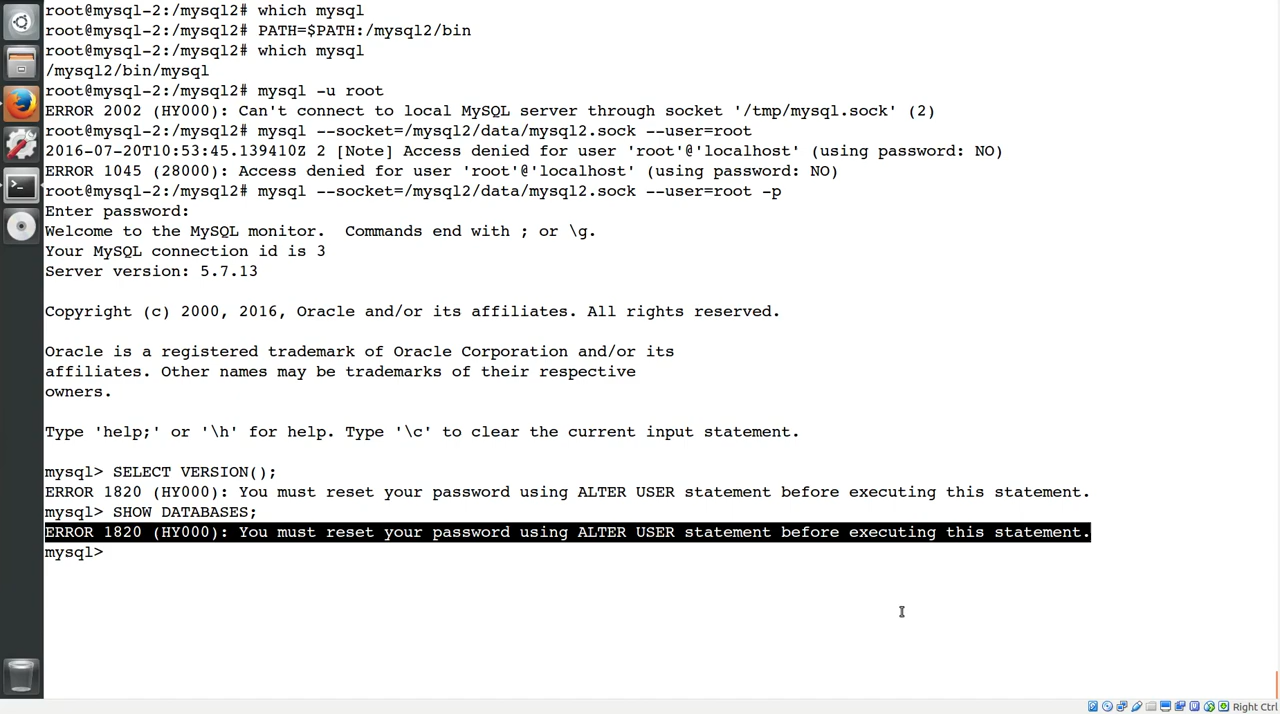 root@mysql-2:/mysql2# which mysql
root@mysql-2:/mysql2# PATH=$PATH:/mysql2/bin
root@mysql-2:/mysql2# which mysql
/mysql2/bin/mysql
root@mysql-2:/mysql2# mysql -u root
ERROR 2002 (HY000): Can't connect to local MySQL server through socket '/tmp/mysql.sock' (2)
root@mysql-2:/mysql2# mysql --socket=/mysql2/data/mysql2.sock --user=root
2016-07-20T10:53:45.139410Z 2 [Note] Access denied for user 'root'@'localhost' (using password: NO)
ERROR 1045 (28000): Access denied for user 'root'@'localhost' (using password: NO)
root@mysql-2:/mysql2# mysql --socket=/mysql2/data/mysql2.sock --user=root -p
Enter password:
Welcome to the MySQL monitor.  Commands end with ; or \g.
Your MySQL connection id is 3
Server version: 5.7.13
Copyright (c) 2000, 2016, Oracle and/or its affiliates. All rights reserved.
Oracle is a registered trademark of Oracle Corporation and/or its
affiliates. Other names may be trademarks of their respective
owners.
Type 'help;' or '\h' for help. Type '\c' to clear the current input statement.
mysql> SELECT VERSION();
ERROR 1820 (HY000): You must reset your password using ALTER USER statement before executing this statement.
mysql> SHOW DATABASES;
ERROR 1820 (HY000): You must reset your password using ALTER USER statement before executing this statement.
mysql>
Right Ctrl